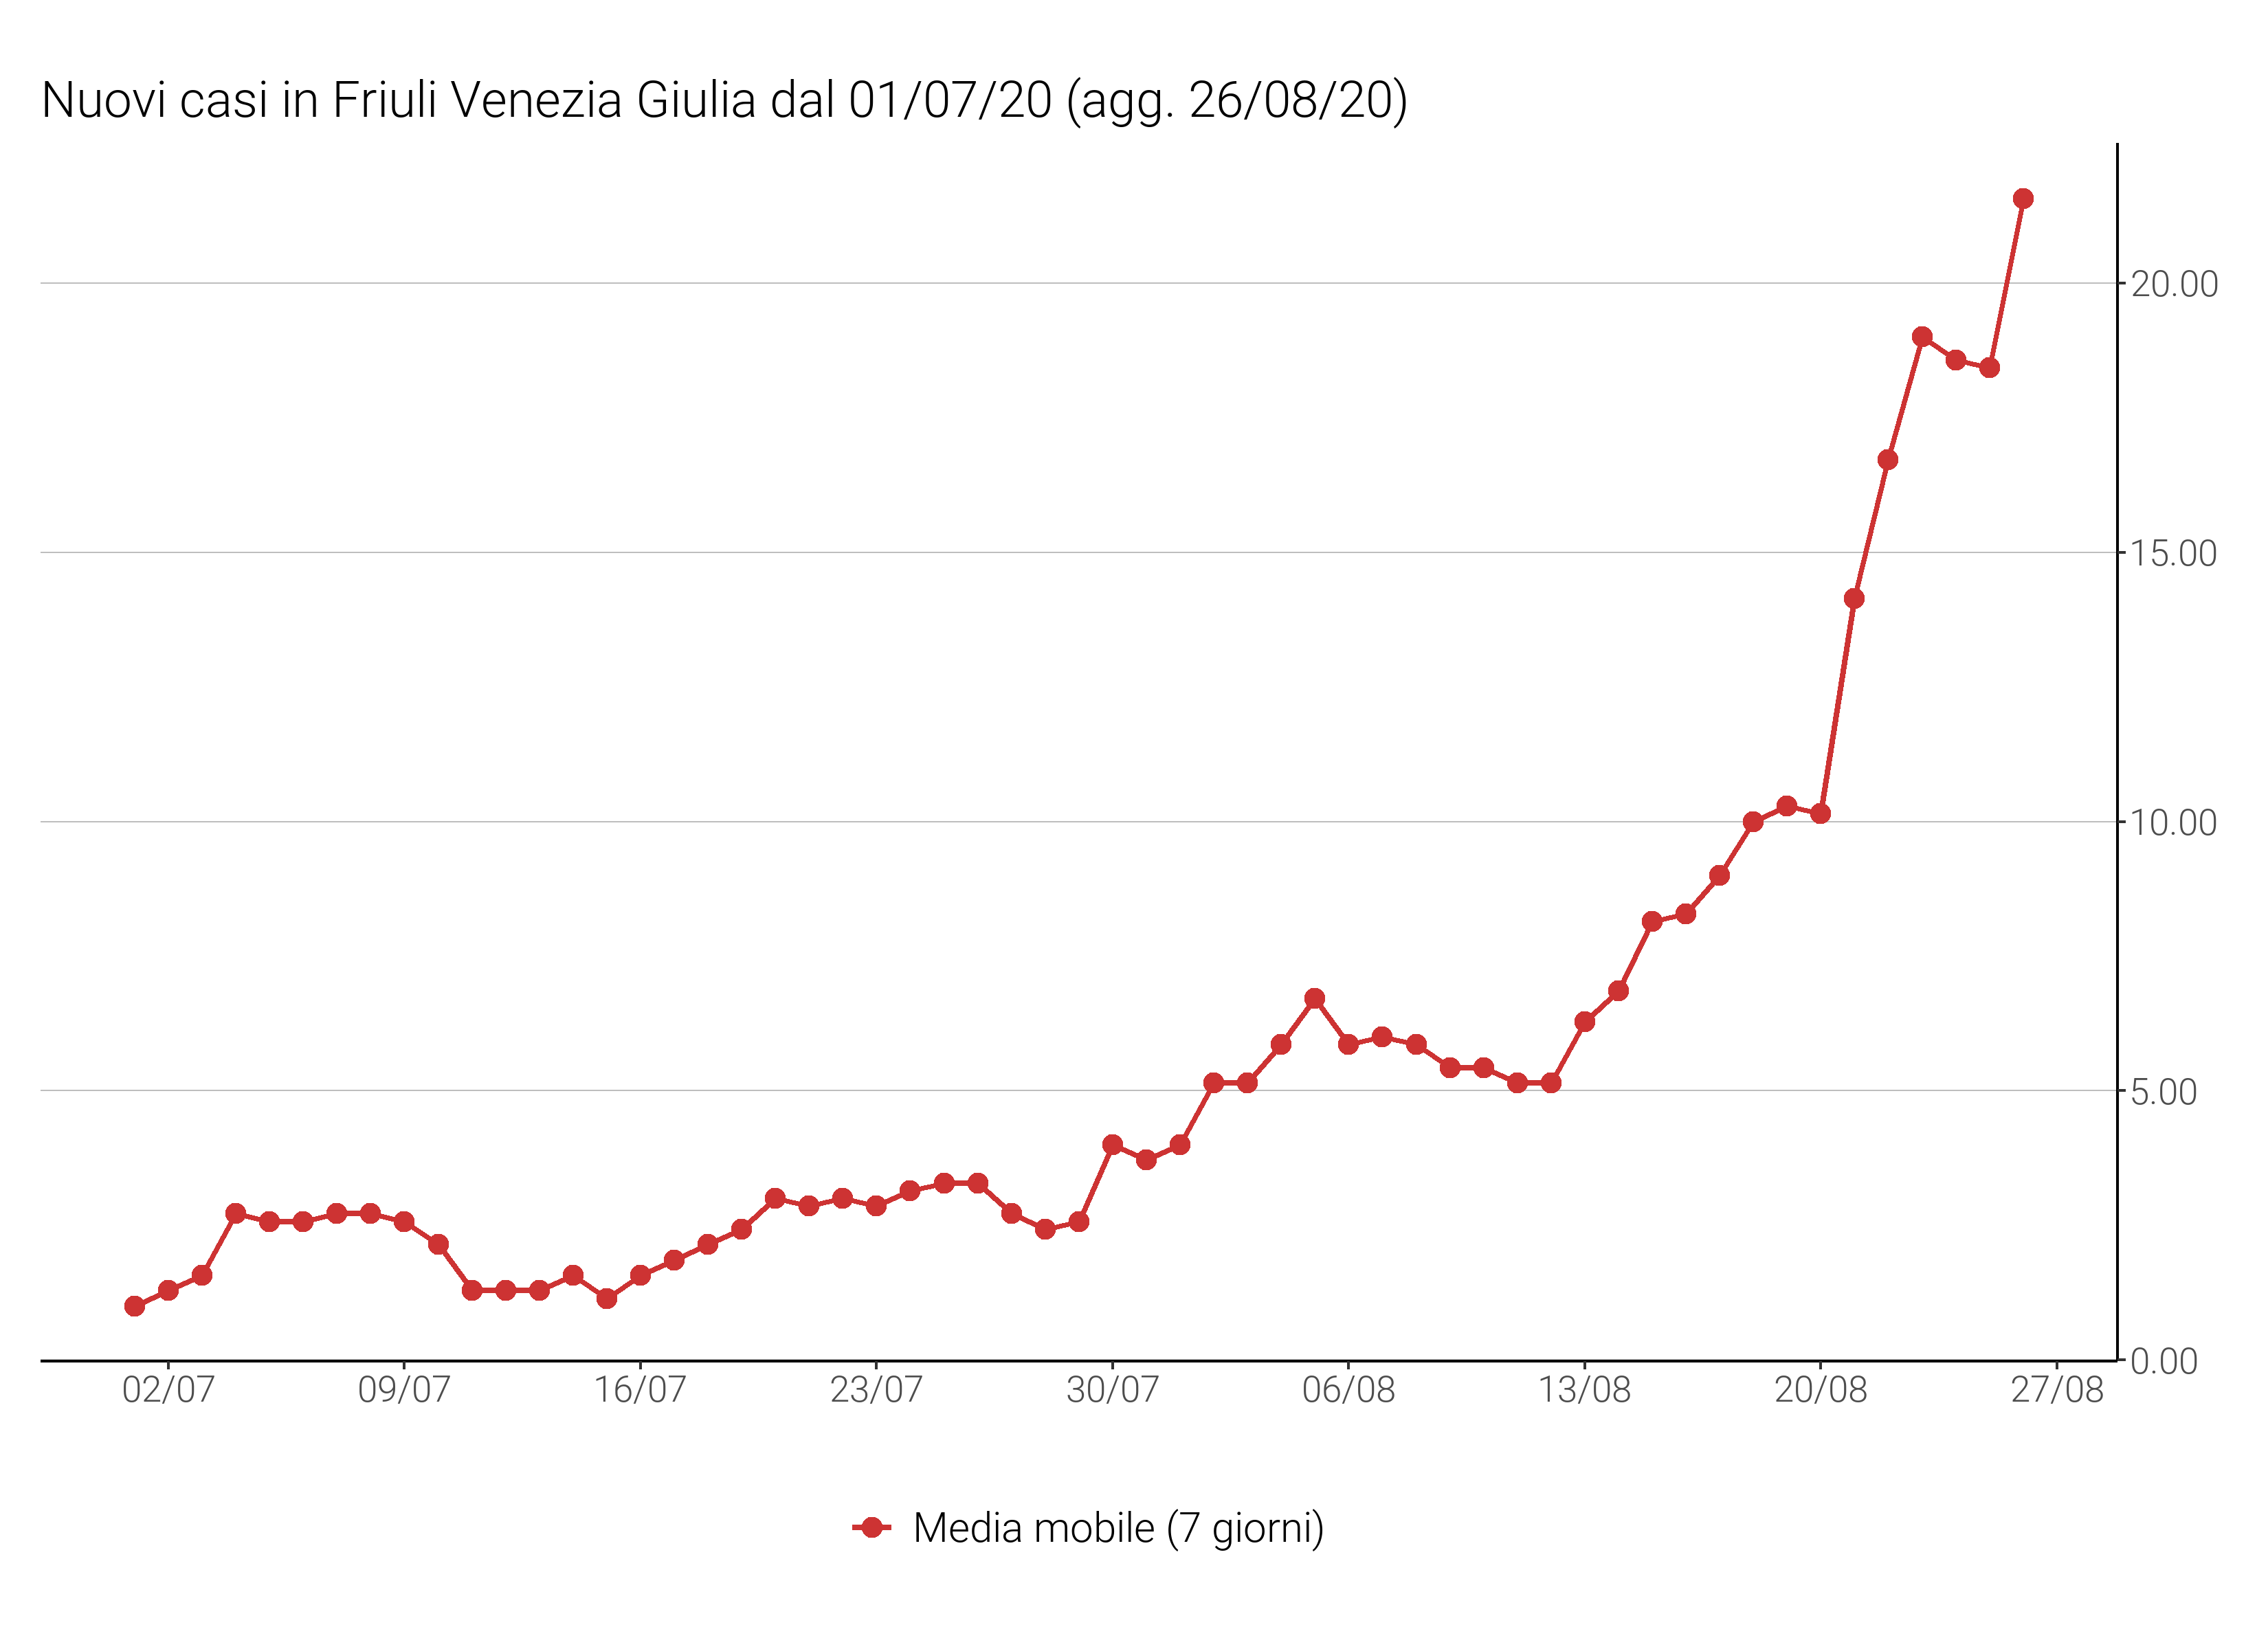 Nuovi casi in Friuli Venezia Giulia dal 01/07/20 (agg. 26/08/20)
20.00
15.00
10.00
5.00
0.00
02/07 09/07 16/07 23/07 30/07 06/08 13/08 20/08 27/08
Media mobile (7 giorni)